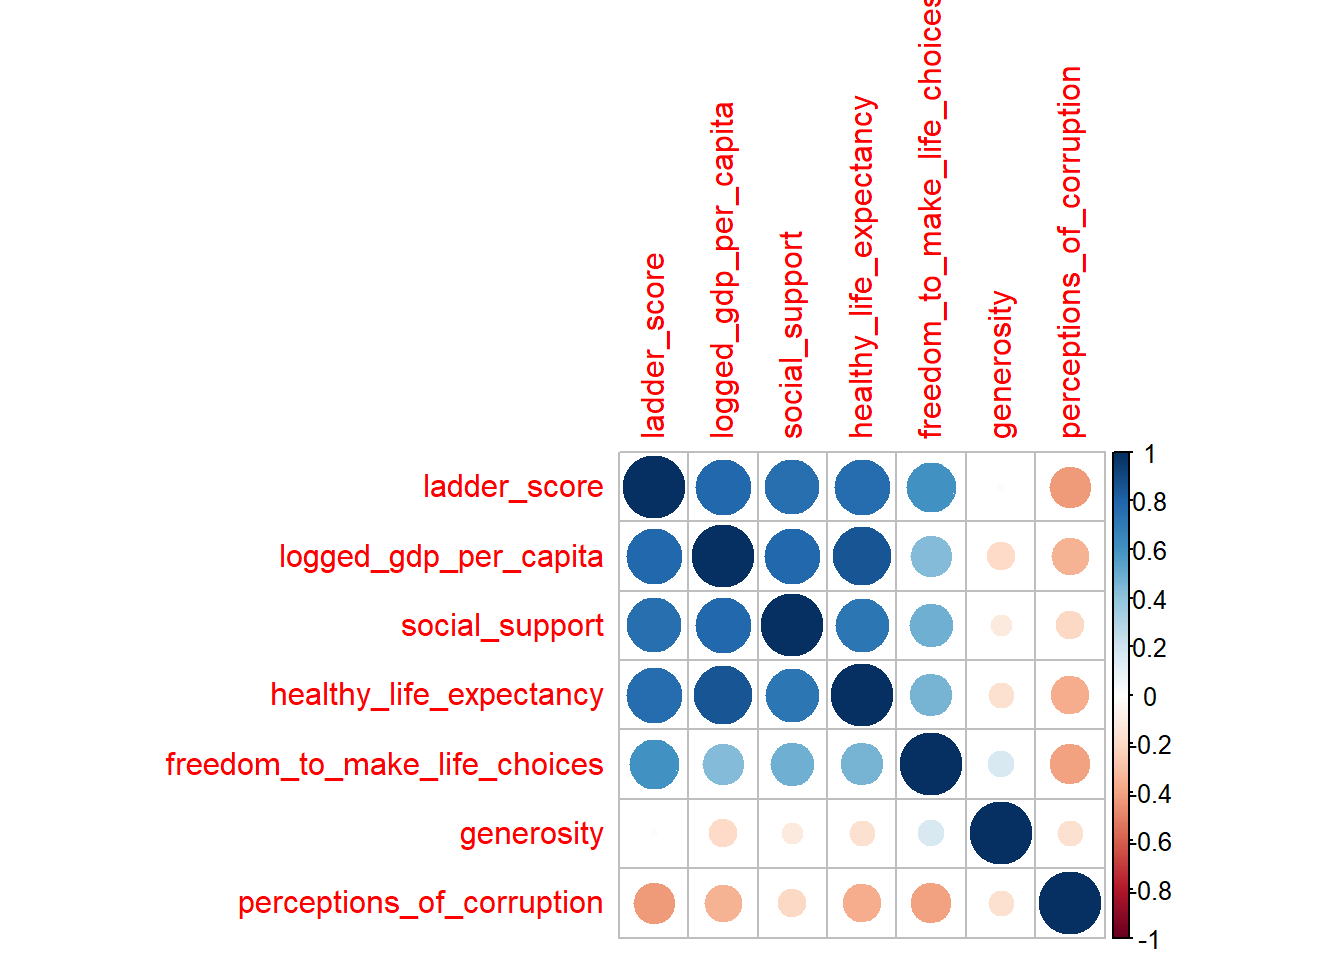 ladder_score
logged_gdp_per_capita
social_support
healthy_life_expectancy
freedom_to_make_life_choices
generosity
perceptions_of_corruption
ladder_score
logged_gdp_per_capita
social_support
healthy_life_expectancy
freedom_to_make_life_choices
generosity
perceptions_of_corruption
1
0.8
0.6
0.4
0.2
0
-0.2
-0.4
-0.6
-0.8
-1